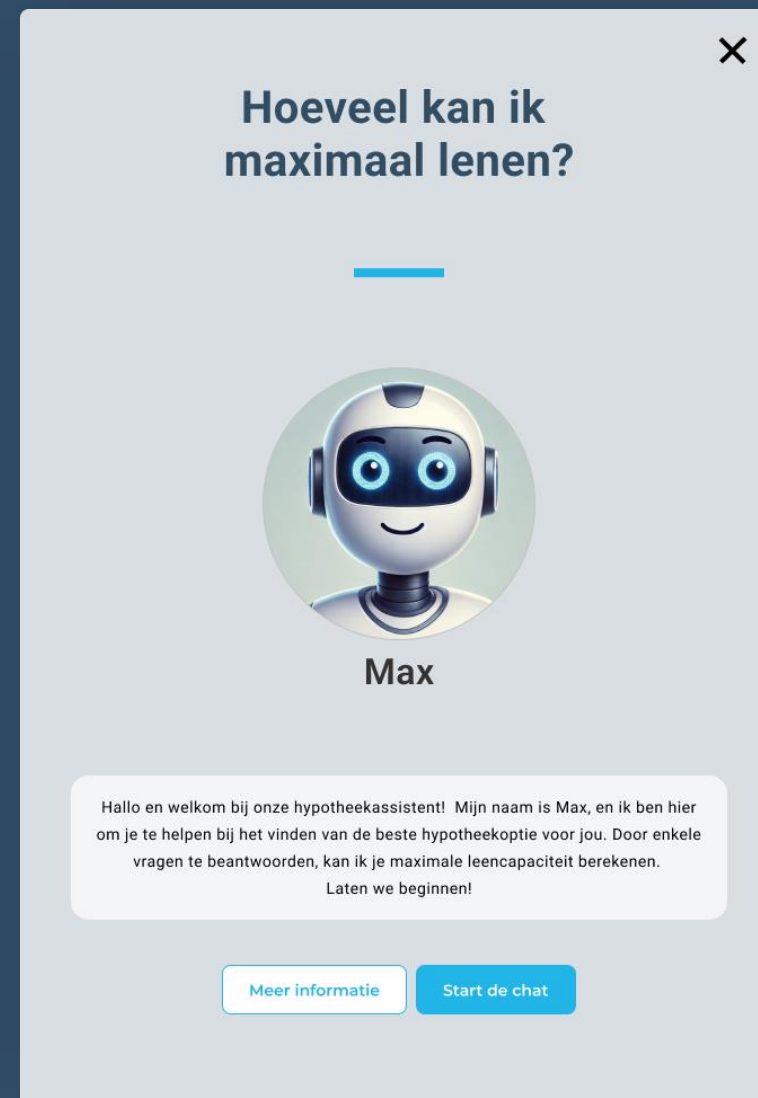 Hoeveel kan ik
maximaal lenen?
Max
Hallo en welkom bij onze hypotheekassistent!  Mijn naam is Max, en ik ben hier
om je te helpen bij het vinden van de beste hypotheekoptie voor jou. Door enkele
vragen te beantwoorden, kan ik je maximale leencapaciteit berekenen.
Laten we beginnen!
Meer informatie
Start de chat